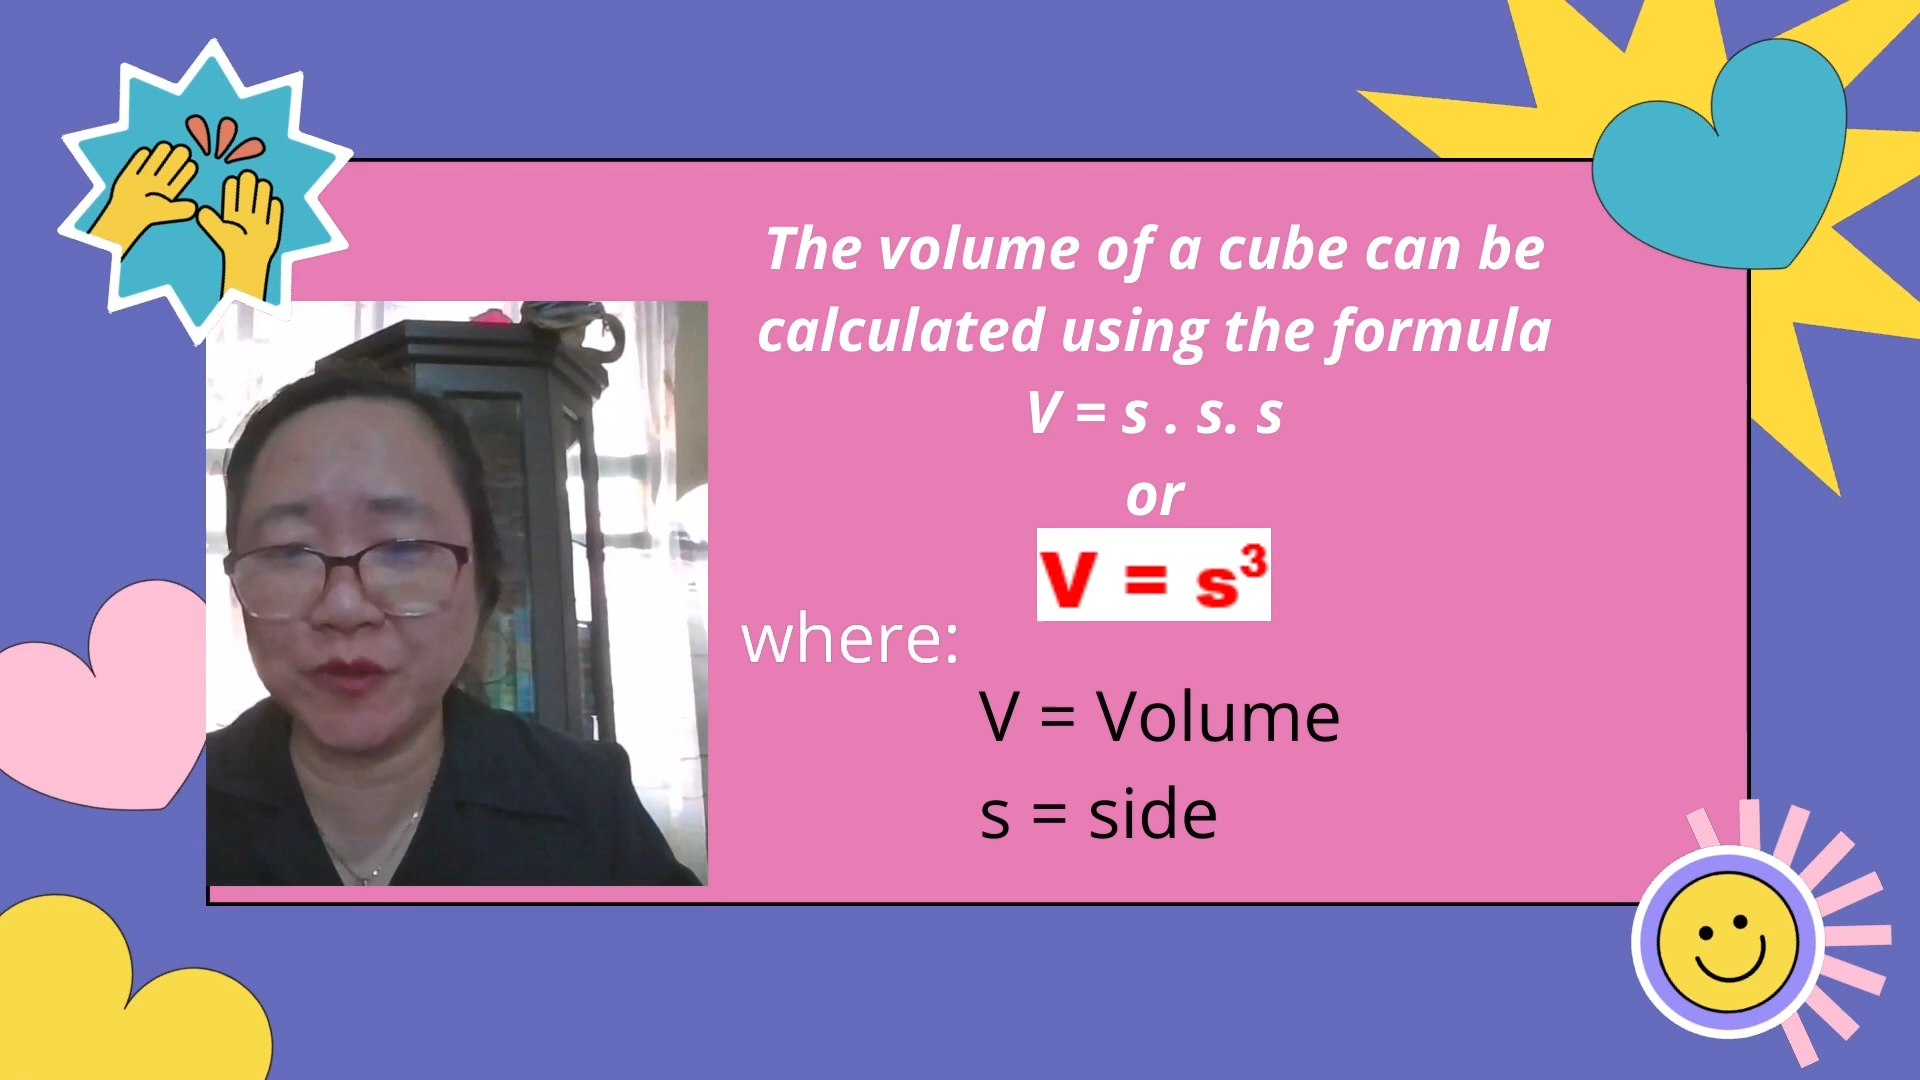 The volume of a cube can be
calculated using the formula
V = s . s. s
or
V = s³
where:
V = Volume
s = side